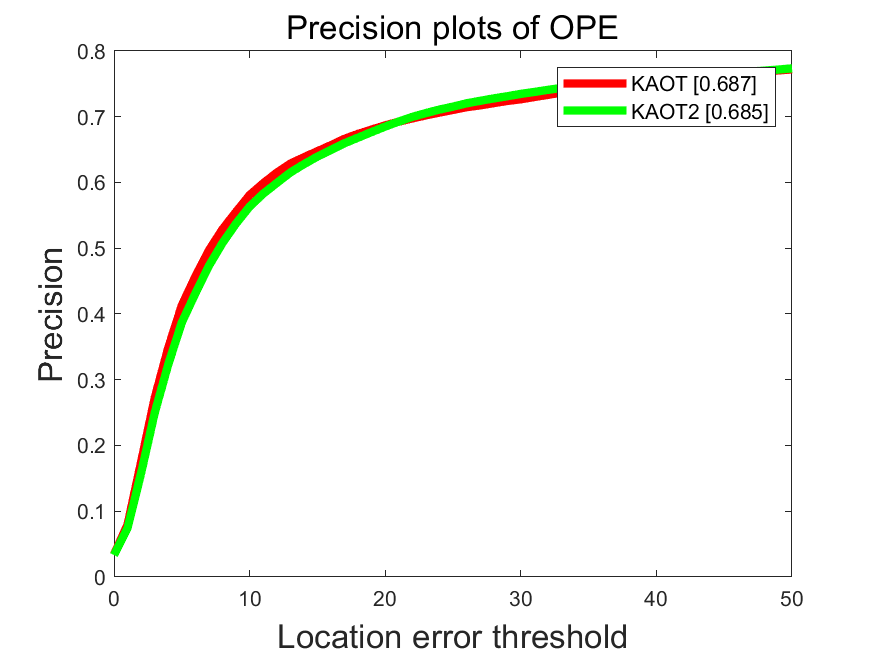 Precision plots of OPE
0.8
0.7
0.6
0.5
0.4
0.3
0.2
0.1
0
Precision
KAOT [0.687]
KAOT2 [0.685]
0 10 20 30 40 50
Location error threshold